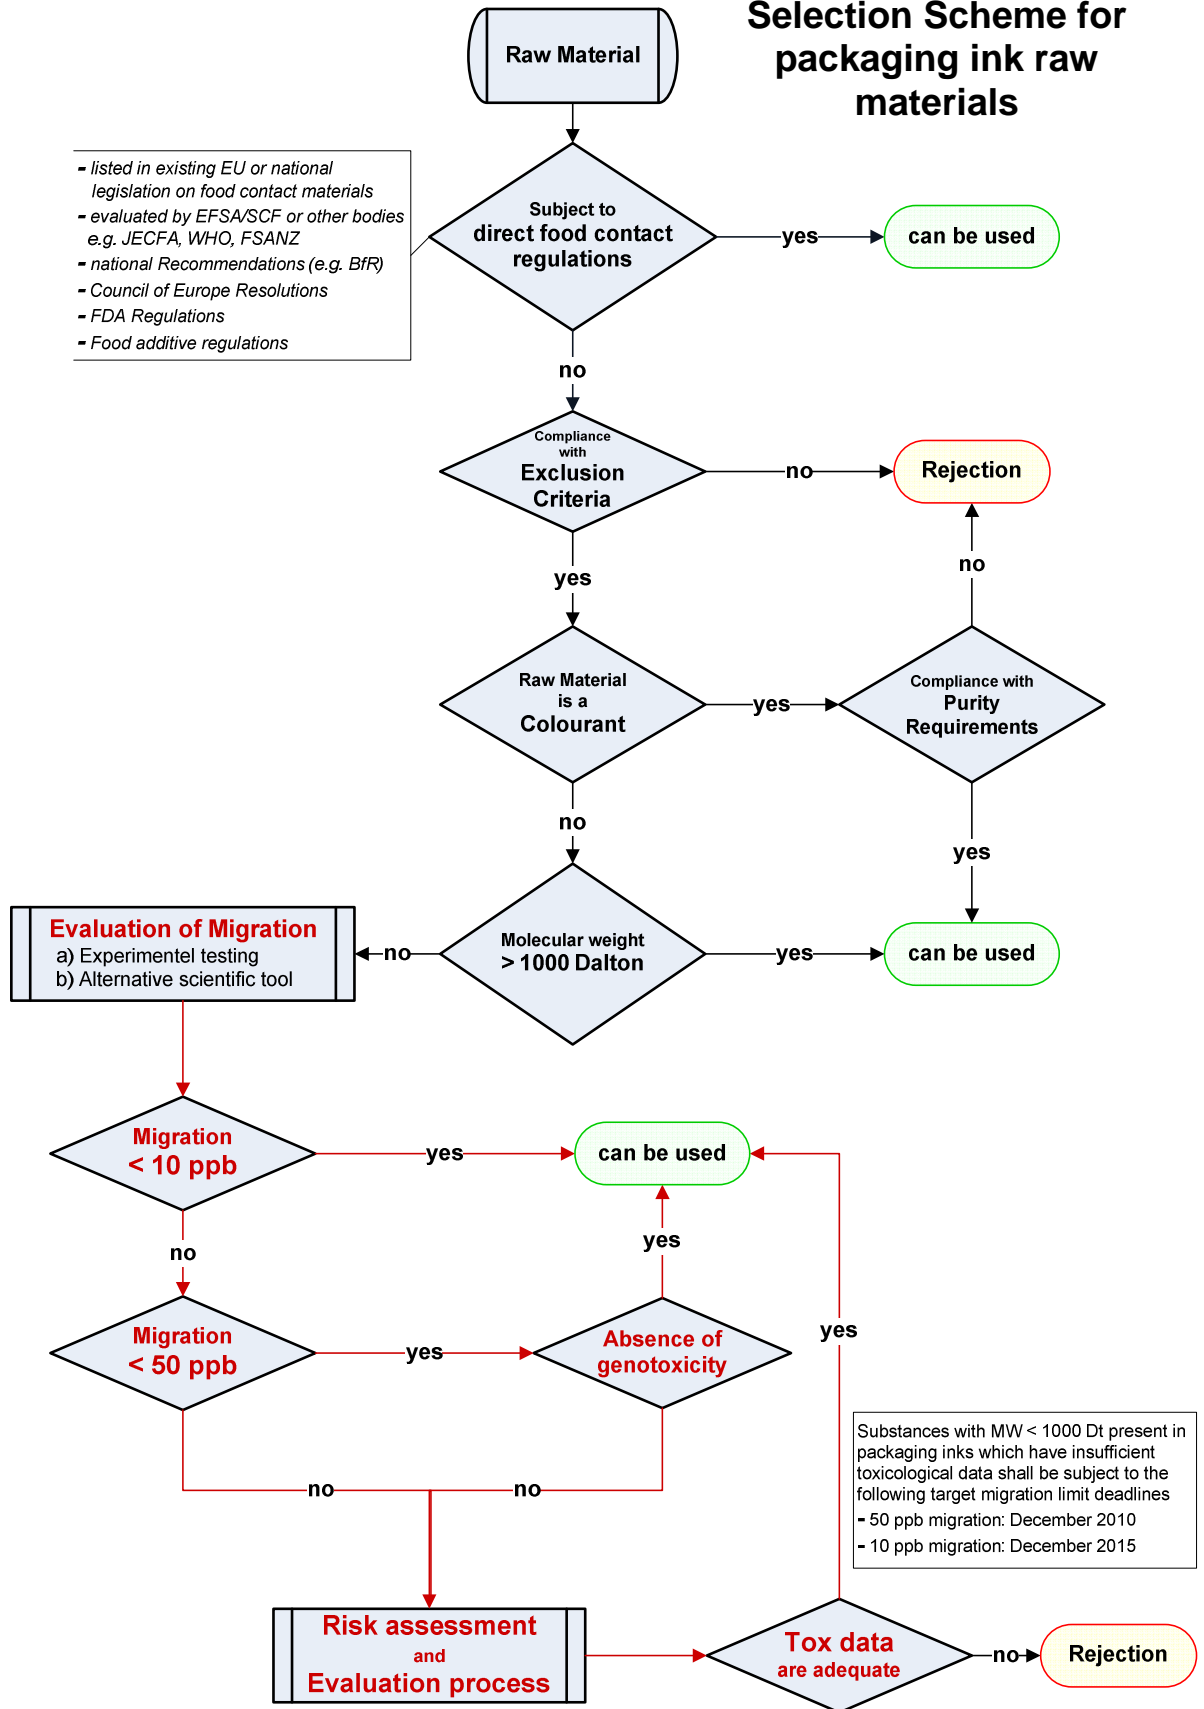 Selection Scheme for
packaging ink raw
materials
Raw Material
- listed in existing EU or national
legislation on food contact materials
- evaluated by EFSA/SCF or other bodies
e.g. JECFA, WHO, FSANZ
- national Recommendations (e.g. BfR)
- Council of Europe Resolutions
- FDA Regulations
- Food additive regulations
Subject to
direct food contact
regulations
yes
can be used
no
Compliance
with
Exclusion
Criteria
no
Rejection
yes
no
Raw Material
is a
Colourant
yes
Compliance with
Purity
Requirements
no
yes
Evaluation of Migration
a) Experimentel testing
b) Alternative scientific tool
no
Molecular weight
> 1000 Dalton
yes
can be used
Migration
< 10 ppb
yes
can be used
no
yes
Migration
< 50 ppb
yes
Absence of
genotoxicity
yes
Substances with MW < 1000 Dt present in
packaging inks which have insufficient
toxicological data shall be subject to the
following target migration limit deadlines
- 50 ppb migration: December 2010
- 10 ppb migration: December 2015
no
no
Risk assessment
and
Evaluation process
Tox data
are adequate
no
Rejection